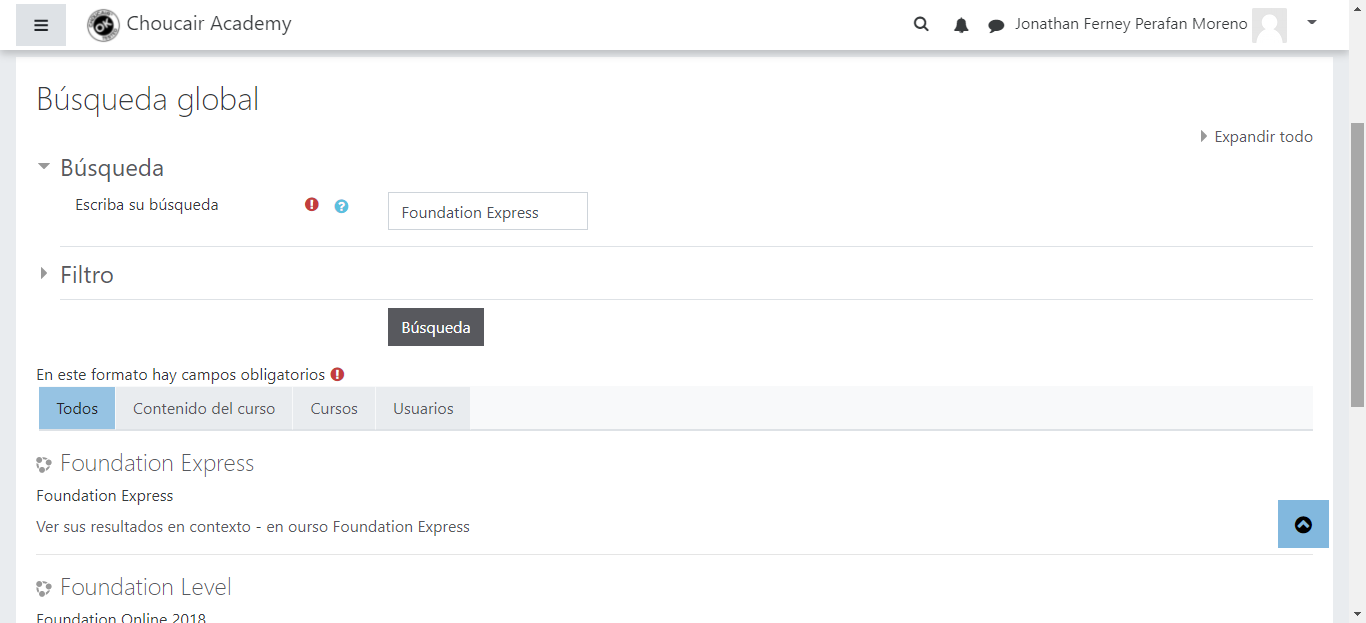 Choucair Academy
Jonathan Ferney Perafan Moreno
Búsqueda global
Expandir todo
Búsqueda
Escriba su búsqueda
Foundation Express
Filtro
Búsqueda
En este formato hay campos obligatorios
Todos Contenido del curso Cursos Usuarios
Foundation Express
Foundation Express
Ver sus resultados en contexto - en ourso Foundation Express
Foundation Level
Foundation Online 2018